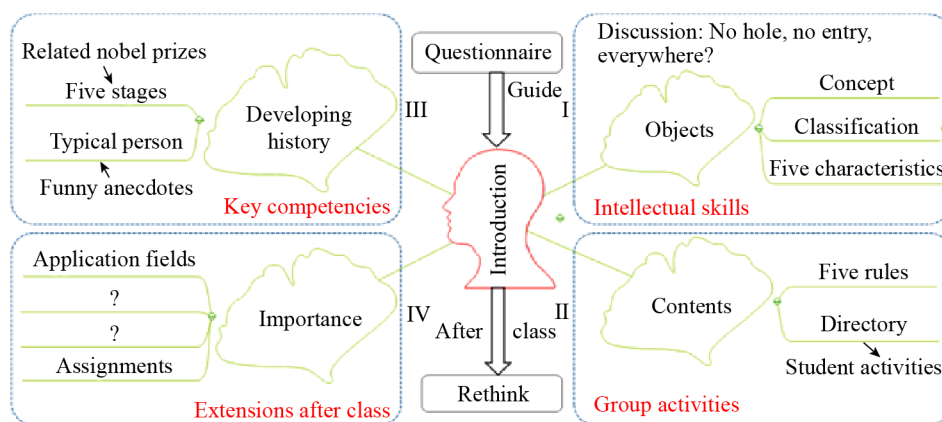 Questionnaire
Guide
Introduction
After class
Rethink
I
Discussion: No hole, no entry,
everywhere?
Objects
Concept
Classification
Five characteristics
Intellectual skills
II
Contents
Five rules
Directory
Student activities
Group activities
III
Related nobel prizes
Five stages
Typical person
Funny anecdotes
Developing
history
Key competencies
IV
Application fields
?
?
Assignments
Importance
Extensions after class